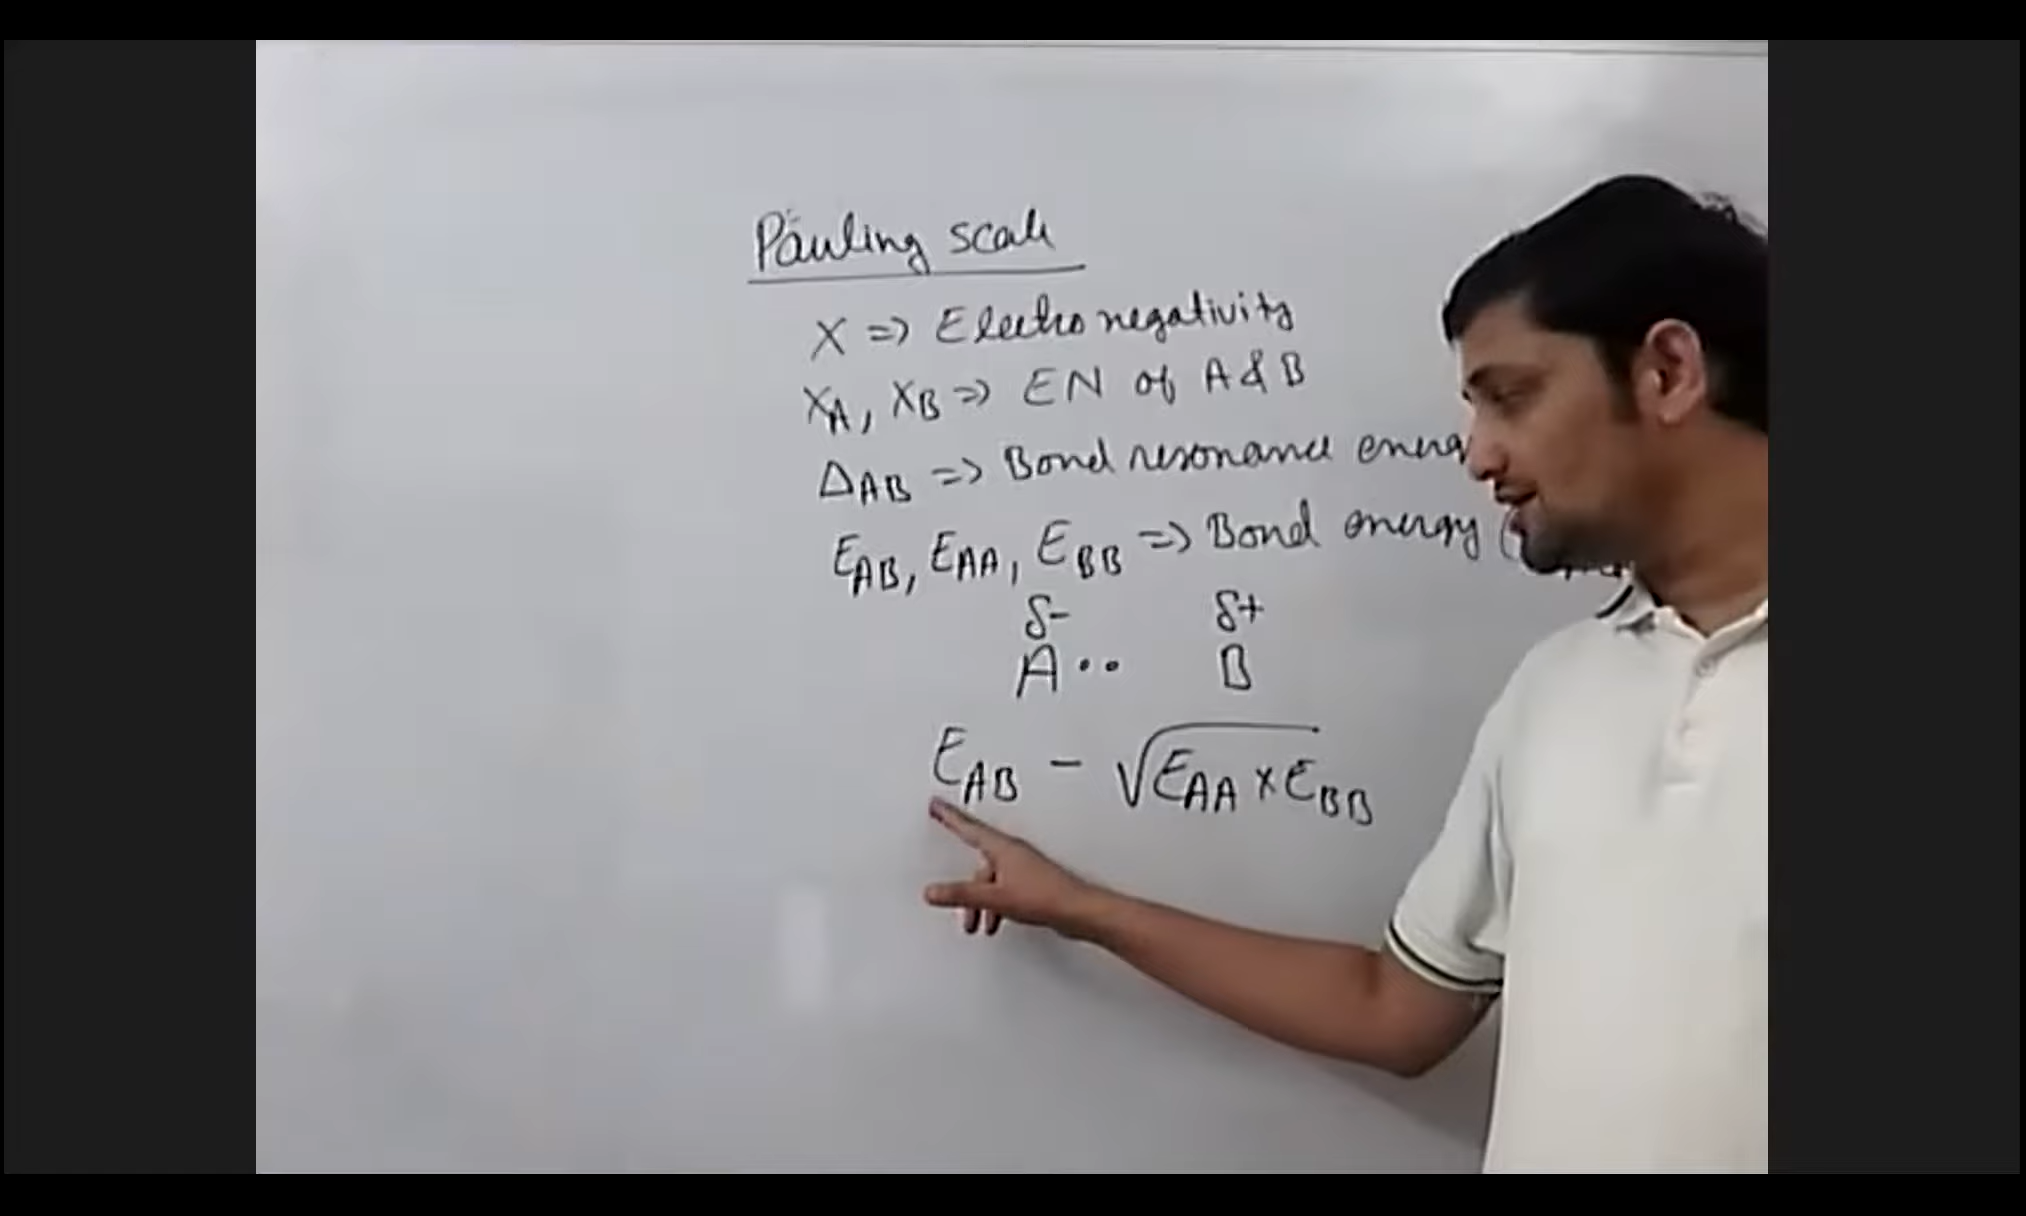 Pauling scale
X => Electronegativity
XA, XB => EN of A & B
ΔAB => Bond resonance
EAB, EAA, EBB => Bond energy
δ- δ+
A •• B
EAB - √EAA × EBB